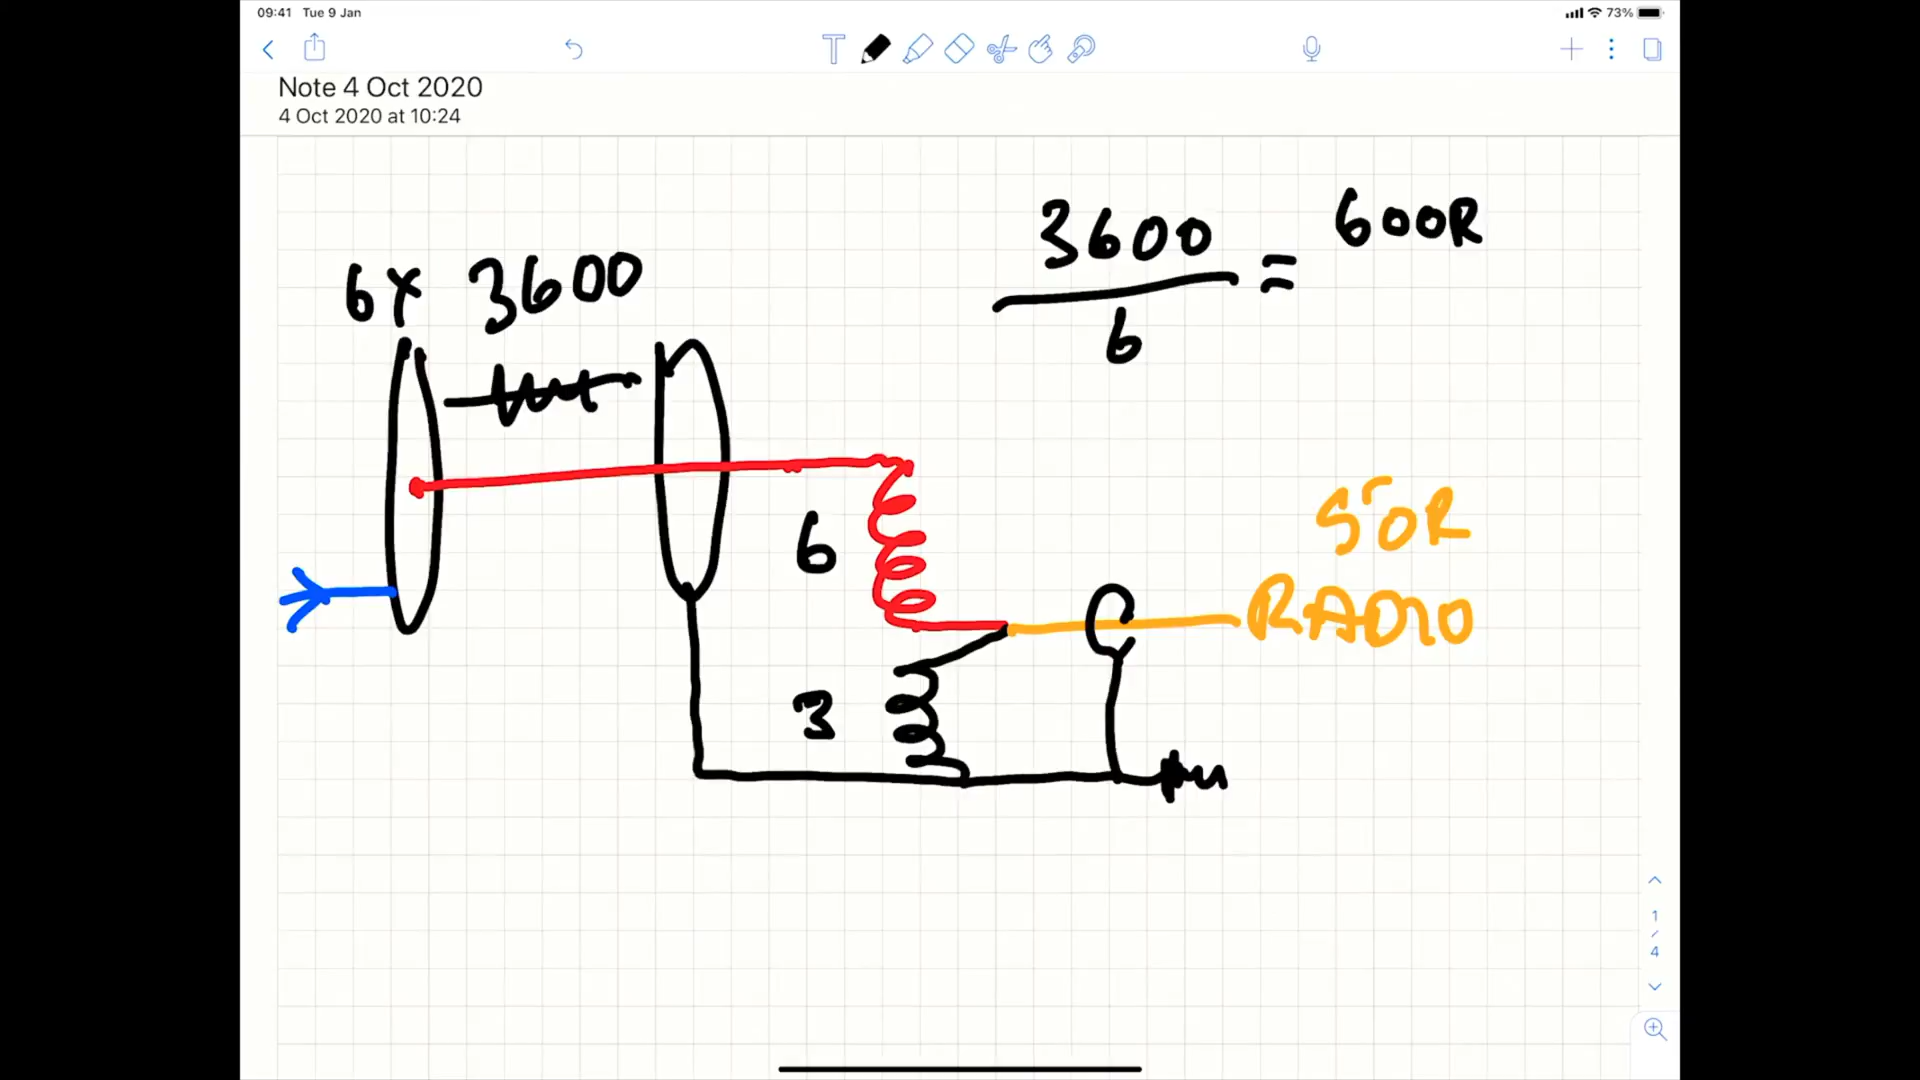 09:41 Tue 9 Jan
73%
T
Note 4 Oct 2020
4 Oct 2020 at 10:24
3600
6
= 600R
6x 3600
6
50R
RADIO
3
1
/
4